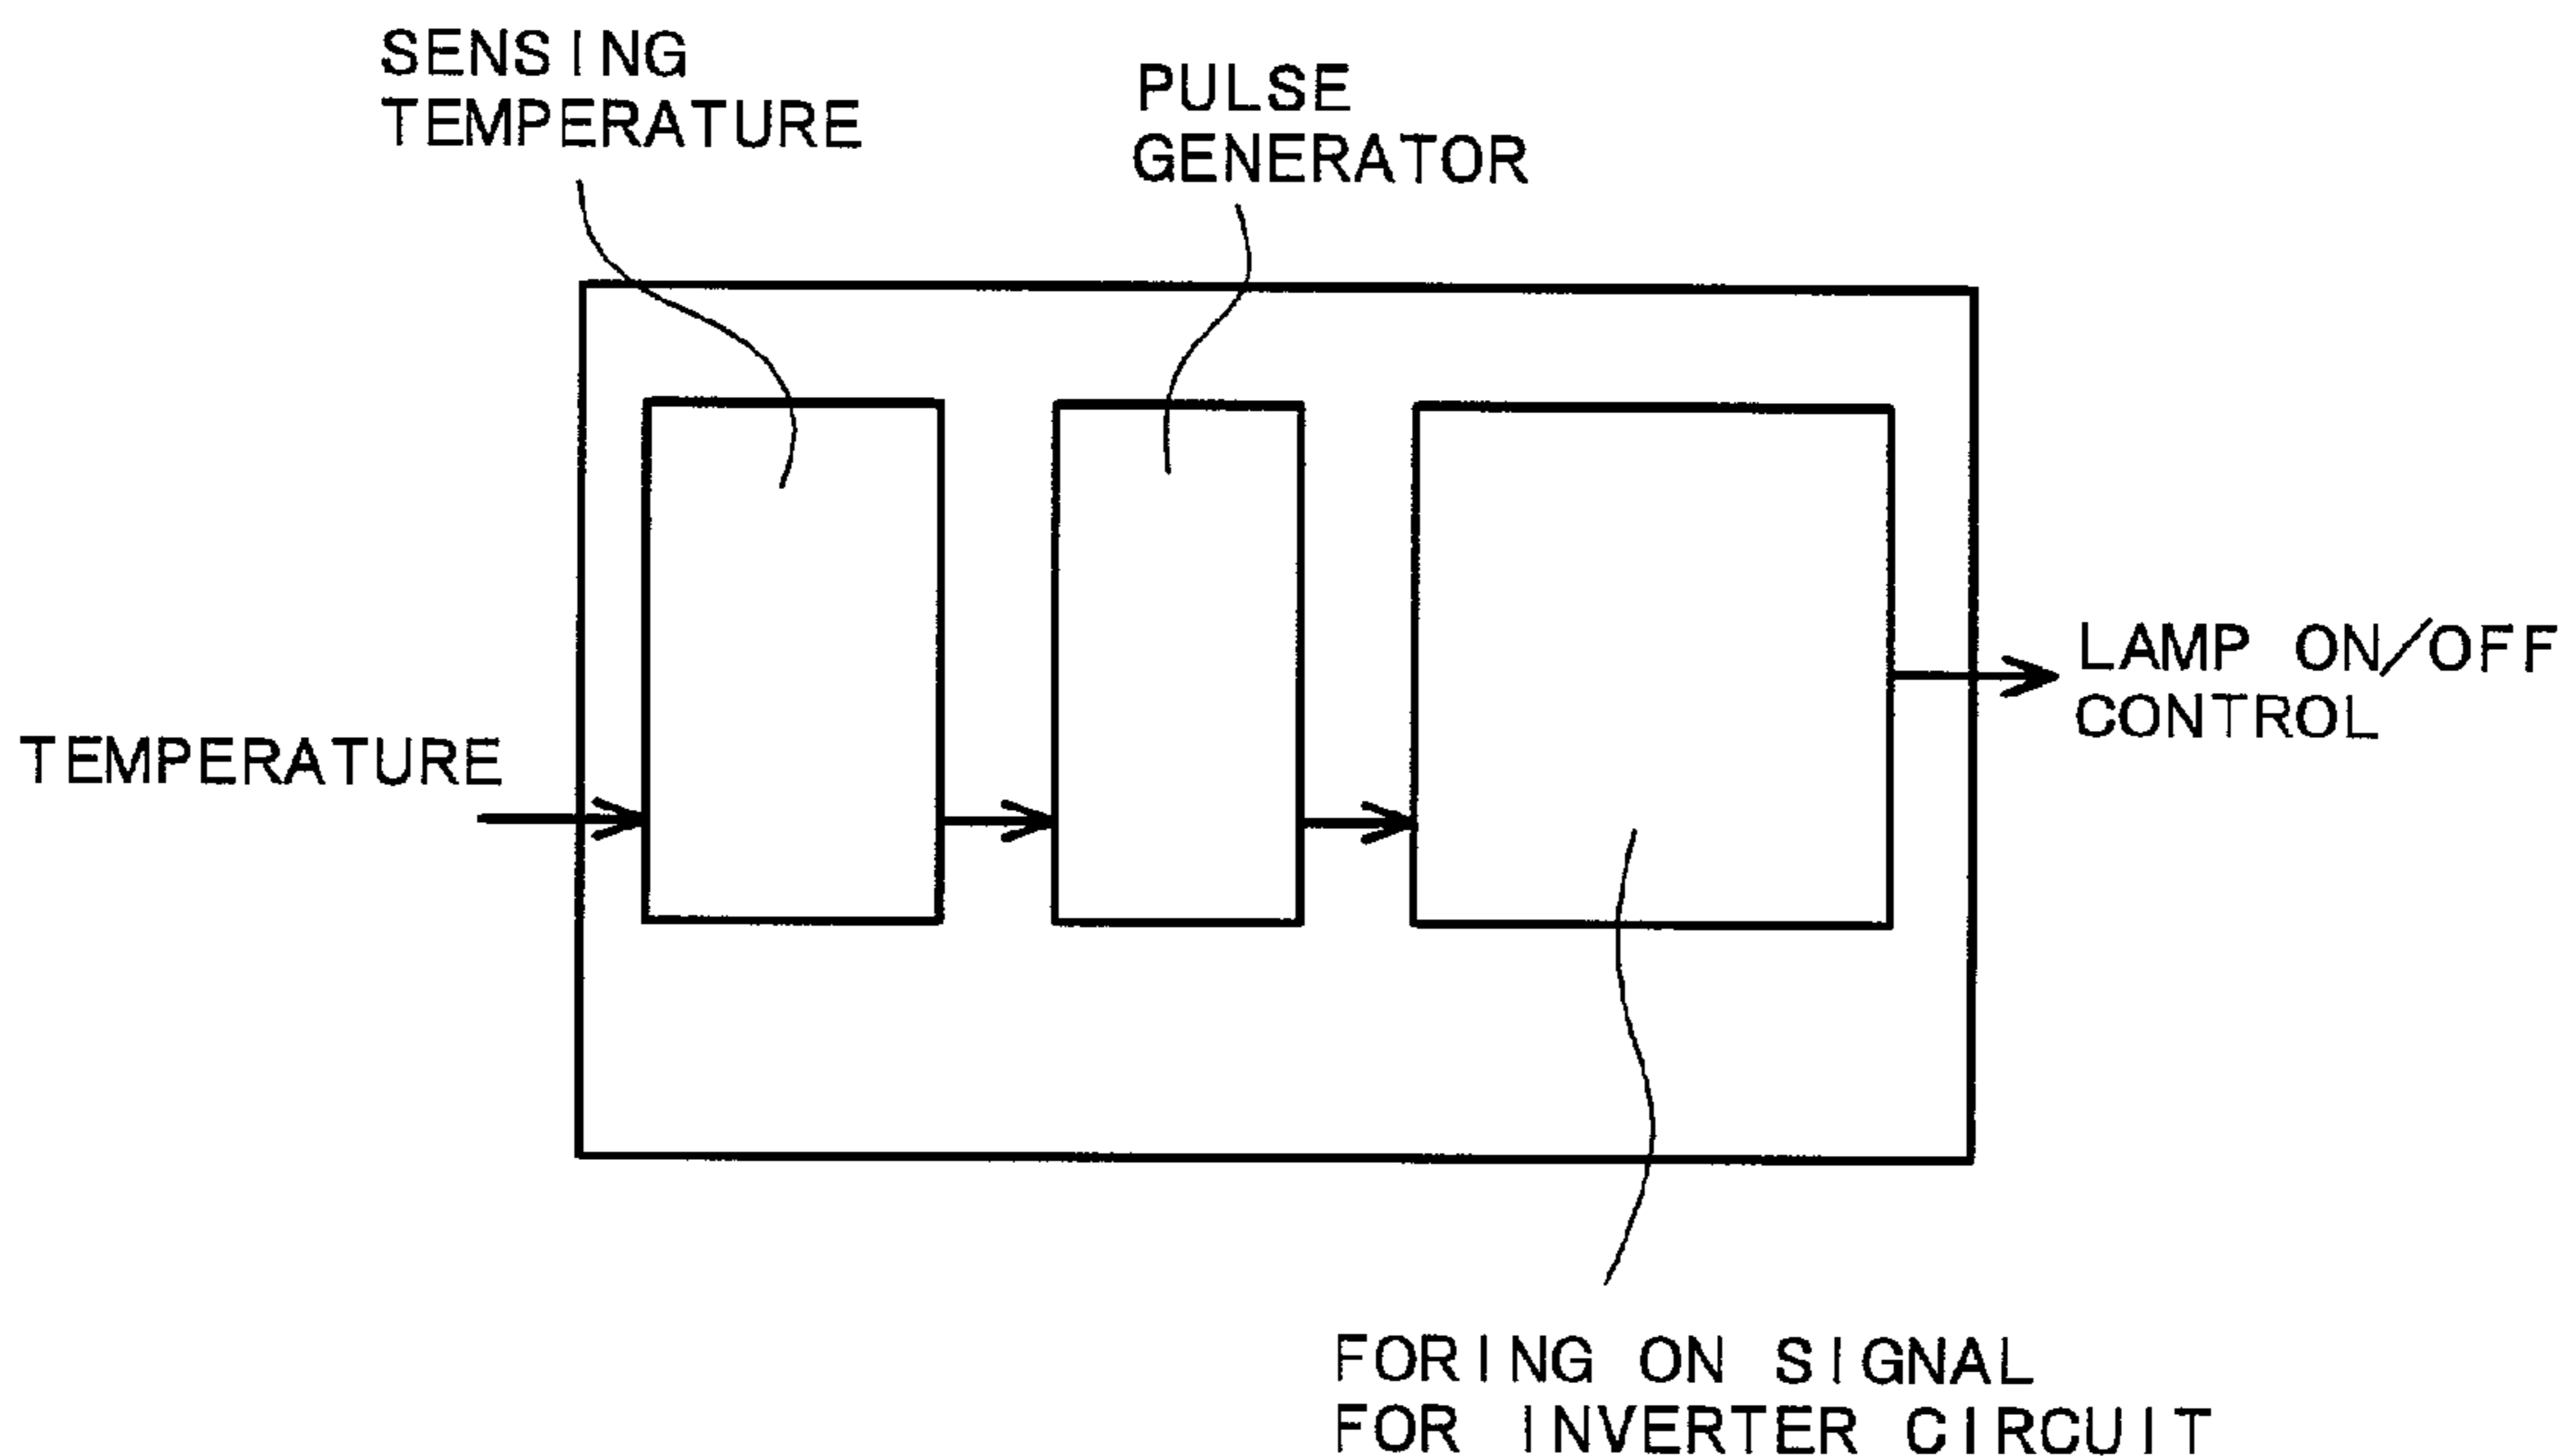 SENSING
TEMPERATURE
PULSE
GENERATOR
LAMP ON/OFF
CONTROL
TEMPERATURE
FORING ON SIGNAL
FOR INVERTER CIRCUIT